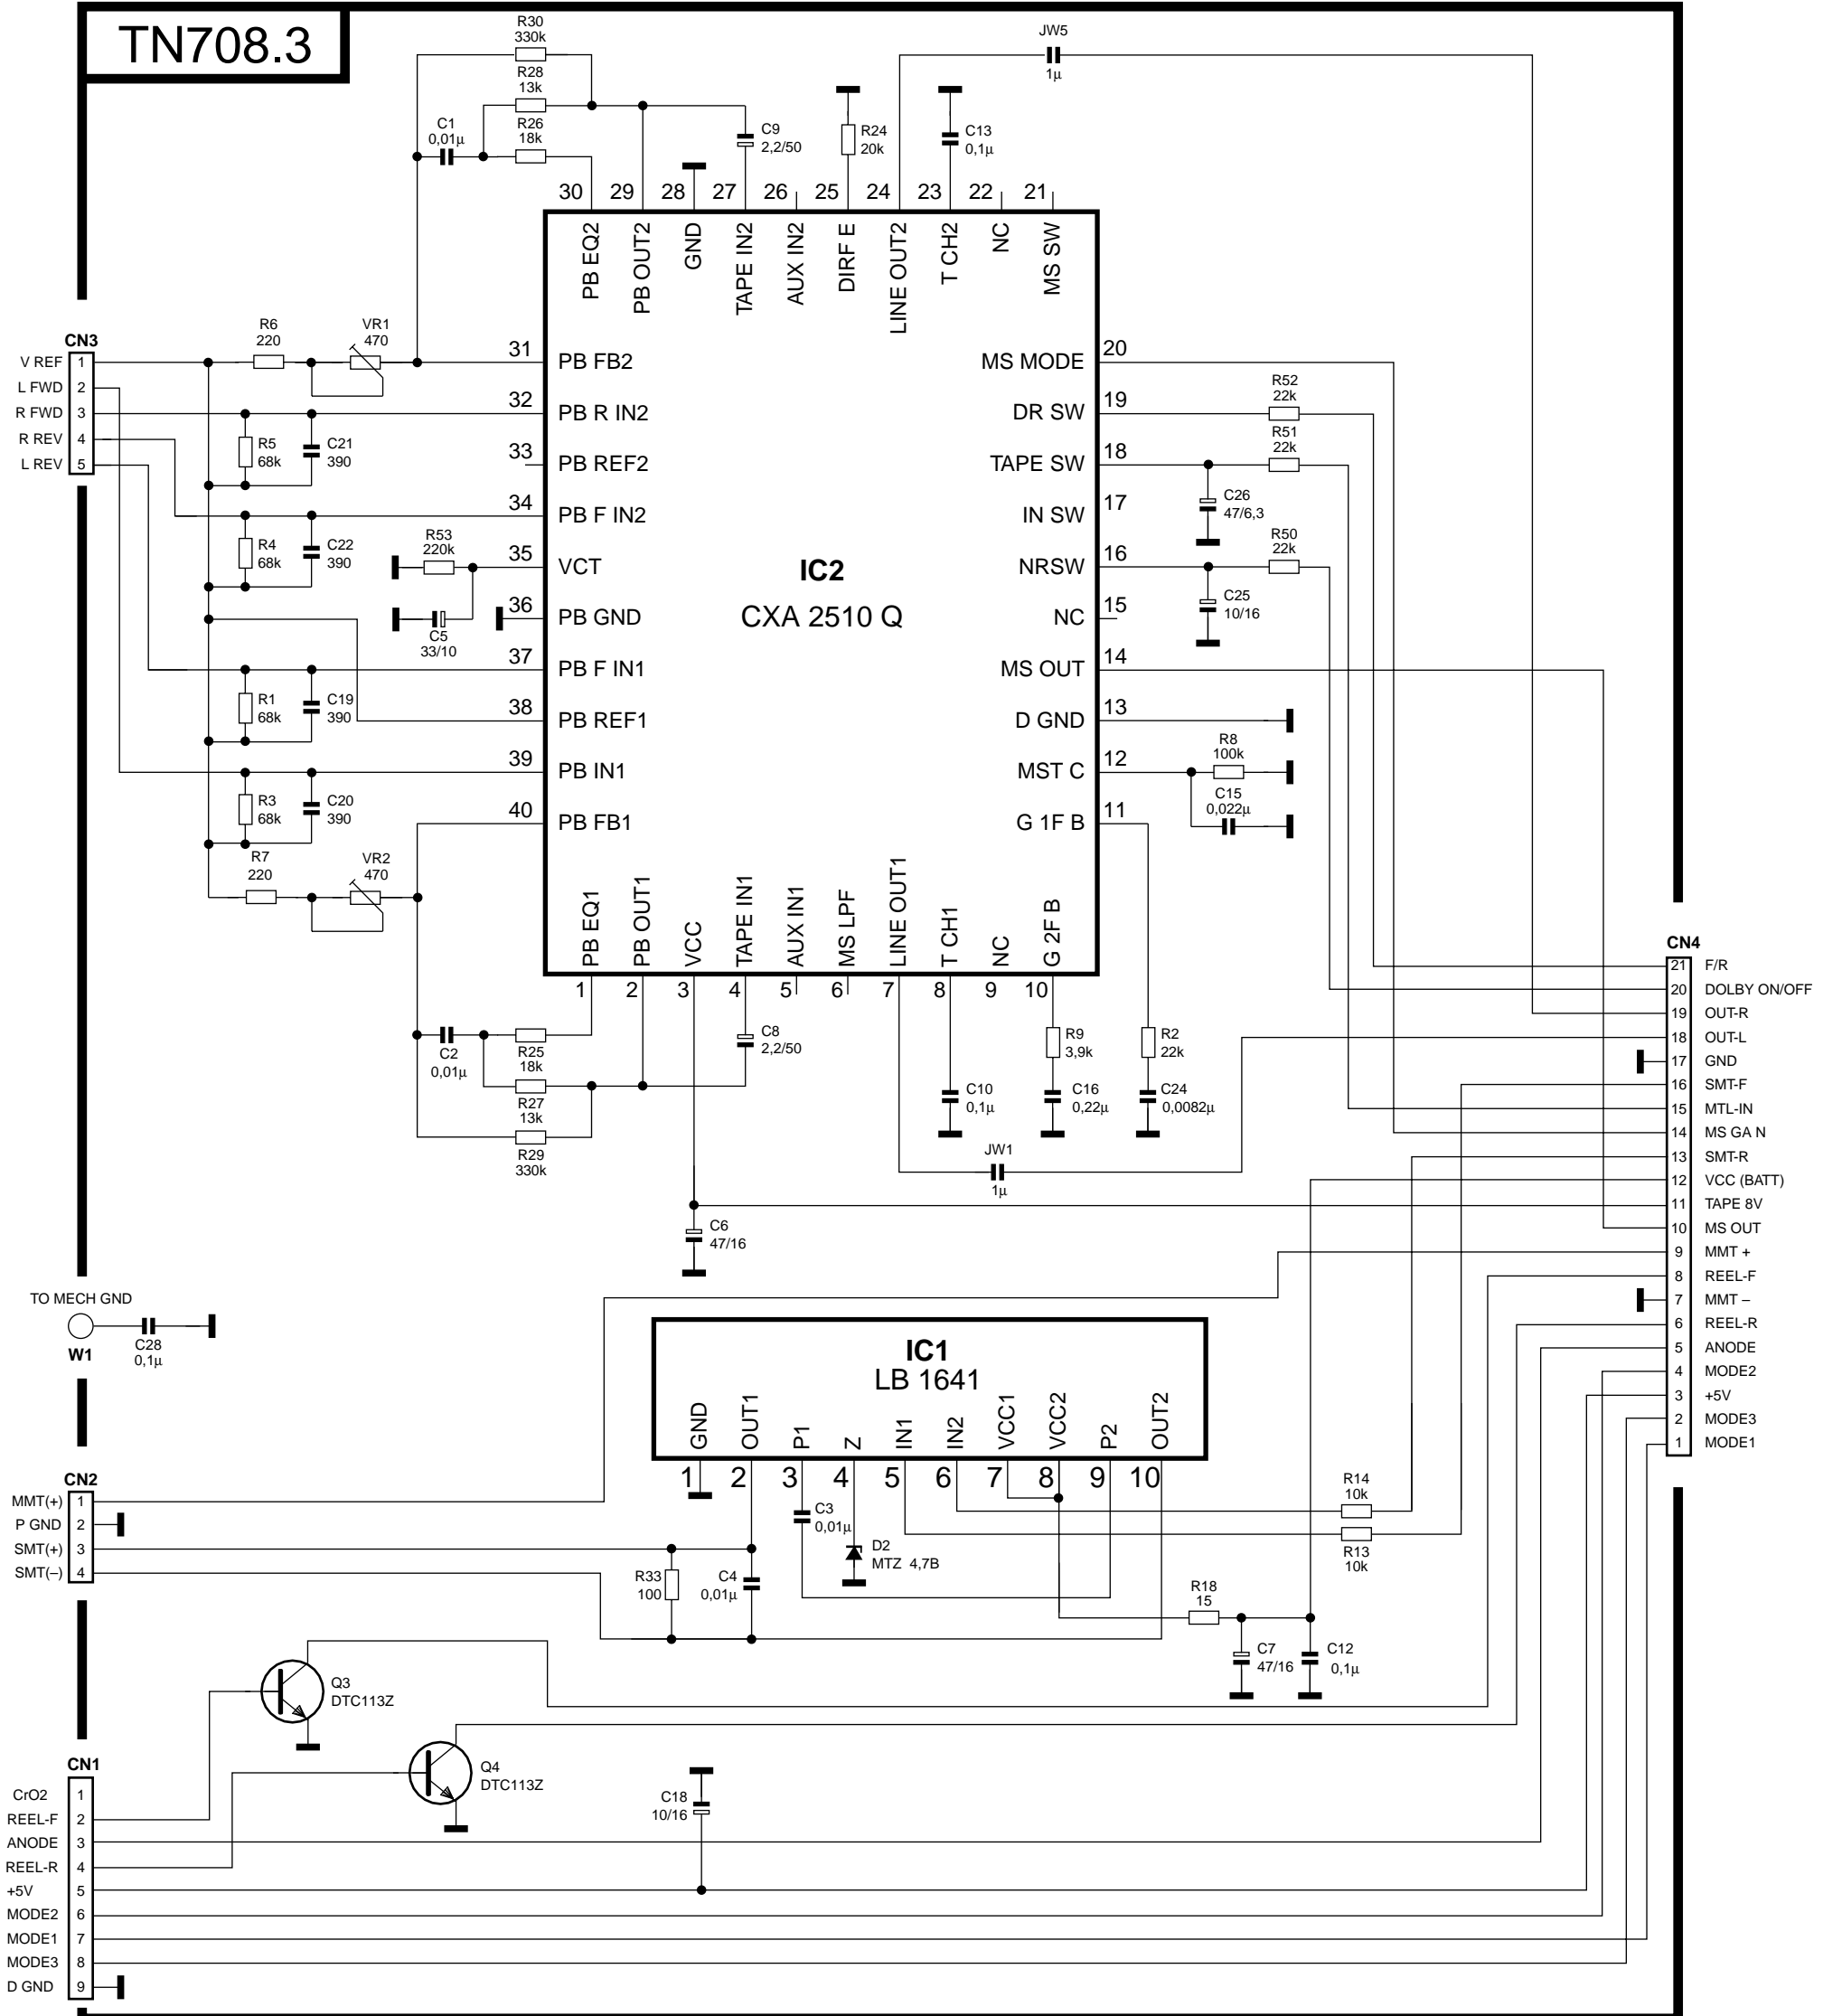 TN708.3
R30
330k
R28
13k
R26
18k
C1
0,01µ
C9
2,2/50
R24
20k
C13
0,1µ
JW5
1µ
30 29 28 27 26 25 24 23 22 21
PB EQ2
PB OUT2
GND
TAPE IN2
AUX IN2
DIRF E
LINE OUT2
T CH2
NC
MS SW
CN3
V REF 1
L FWD 2
R FWD 3
R REV 4
L REV 5
R6
220
VR1
470
R5
68k
C21
390
R4
68k
C22
390
R53
220k
C5
33/10
R1
68k
C19
390
R3
68k
C20
390
R7
220
VR2
470
31 PB FB2
32 PB R IN2
33 PB REF2
34 PB F IN2
35 VCT
36 PB GND
37 PB F IN1
38 PB REF1
39 PB IN1
40 PB FB1
IC2
CXA 2510 Q
MS MODE 20
DR SW 19
TAPE SW 18
IN SW 17
NRSW 16
NC 15
MS OUT 14
D GND 13
MST C 12
G 1F B 11
R52
22k
R51
22k
C26
47/6,3
R50
22k
C25
10/16
R8
100k
C15
0,022µ
PB EQ1
PB OUT1
VCC
TAPE IN1
AUX IN1
MS LPF
LINE OUT1
T CH1
NC
G 2F B
1 2 3 4 5 6 7 8 9 10
C2
0,01µ
R25
18k
R27
13k
R29
330k
C8
2,2/50
C10
0,1µ
R9
3,9k
C16
0,22µ
R2
22k
C24
0,0082µ
JW1
1µ
C6
47/16
CN4
21 F/R
20 DOLBY ON/OFF
19 OUT-R
18 OUT-L
17 GND
16 SMT-F
15 MTL-IN
14 MS GA N
13 SMT-R
12 VCC (BATT)
11 TAPE 8V
10 MS OUT
9 MMT +
8 REEL-F
7 MMT –
6 REEL-R
5 ANODE
4 MODE2
3 +5V
2 MODE3
1 MODE1
TO MECH GND
W1
C28
0,1µ
IC1
LB 1641
GND
OUT1
P1
Z
IN1
IN2
VCC1
VCC2
P2
OUT2
1 2 3 4 5 6 7 8 9 10
CN2
MMT(+) 1
P GND 2
SMT(+) 3
SMT(–) 4
C3
0,01µ
D2
MTZ 4,7B
R33
100
C4
0,01µ
R14
10k
R13
10k
R18
15
C7
47/16
C12
0,1µ
Q3
DTC113Z
Q4
DTC113Z
C18
10/16
CN1
CrO2 1
REEL-F 2
ANODE 3
REEL-R 4
+5V 5
MODE2 6
MODE1 7
MODE3 8
D GND 9